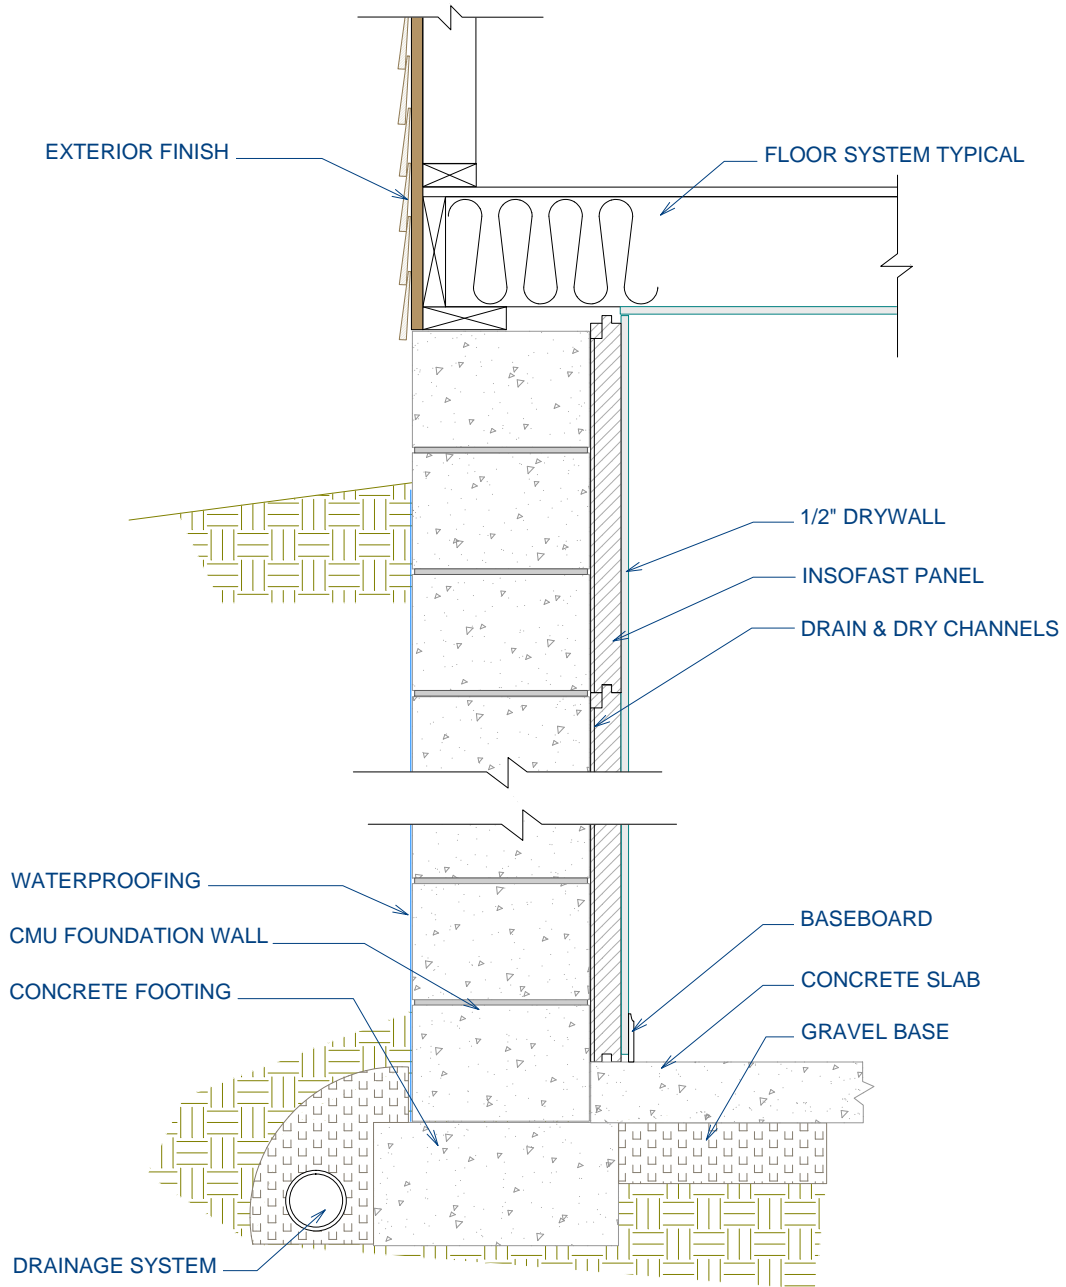 EXTERIOR FINISH
FLOOR SYSTEM TYPICAL
1/2" DRYWALL
INSOFAST PANEL
DRAIN & DRY CHANNELS
WATERPROOFING
CMU FOUNDATION WALL
CONCRETE FOOTING
BASEBOARD
CONCRETE SLAB
GRAVEL BASE
DRAINAGE SYSTEM